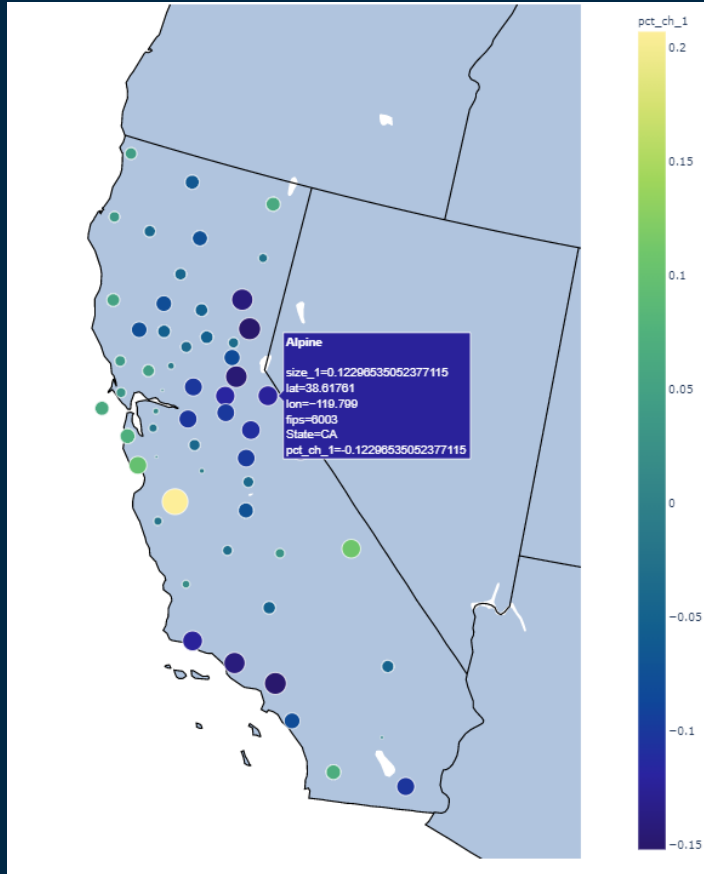 pct_ch_1
0.2
0.15
0.1
0.05
0
−0.05
−0.1
−0.15
Alpine
size_1=0.12296535052377115
lat=38.61761
lon=−119.799
fips=6003
State=CA
pct_ch_1=-0.12296535052377115